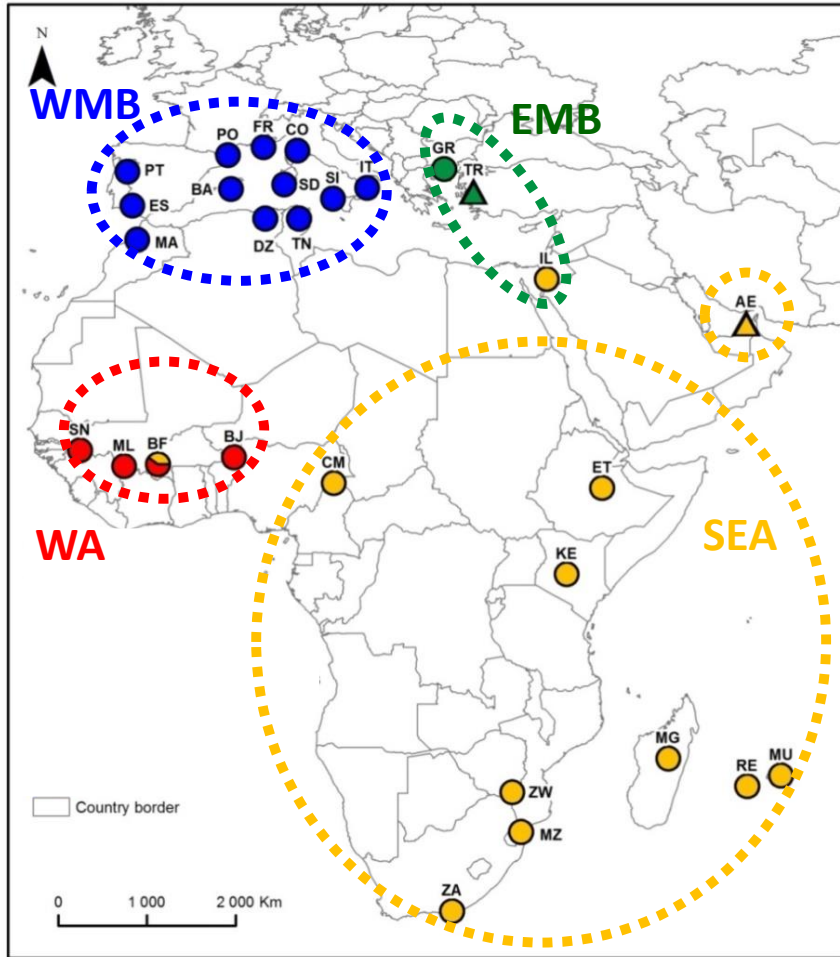 N
WMB
EMB
FR
CO
PO
GR
PT
TR
IT
SI
BA
SD
ES
MA
DZ
TN
IL
AE
SN
ML
BF
BJ
CM
ET
WA
SEA
KE
MG
RE
MU
ZW
MZ
Country border
ZA
0 1 000 2 000 Km